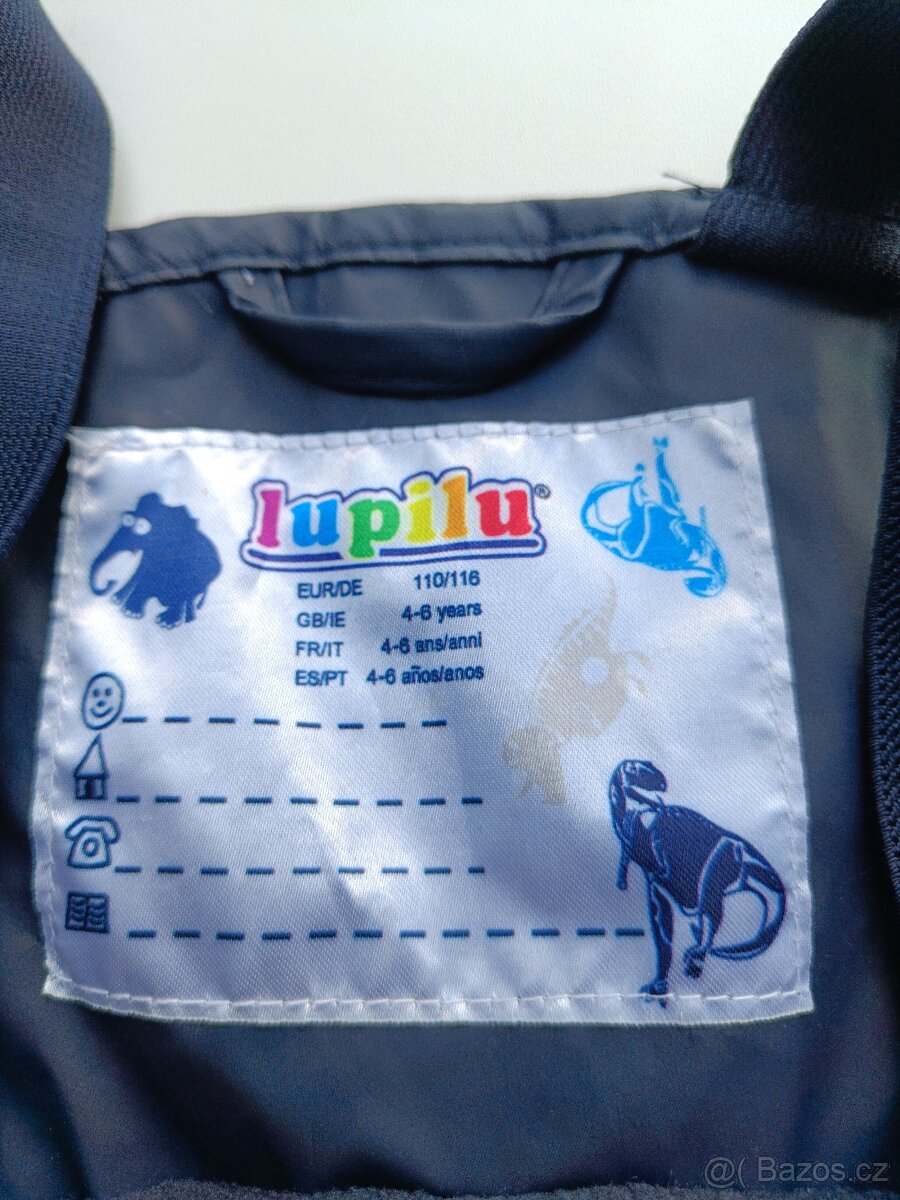 lupilu®
EUR/DE 110/116
GB/IE 4-6 years
FR/IT 4-6 ans/anni
ES/PT 4-6 años/anos
@( Bazos.cz